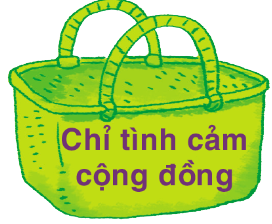 Chỉ tình cảm
cộng đồng